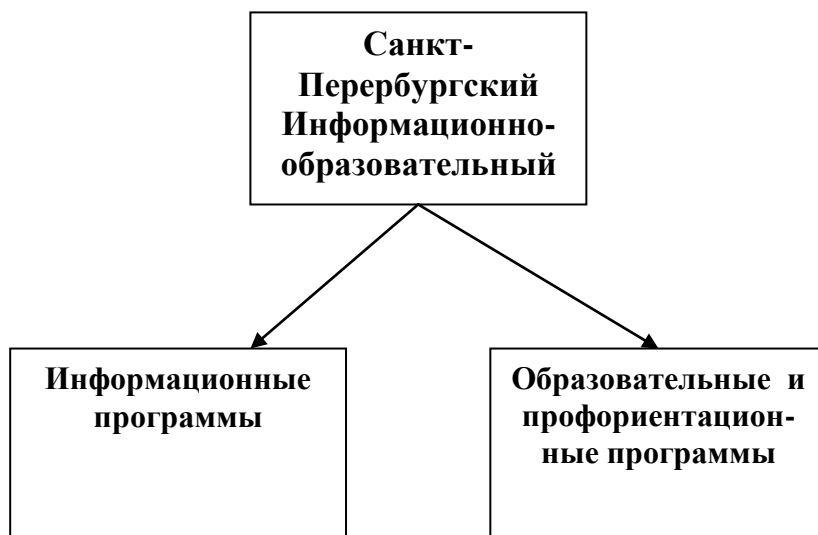 Санкт-
Перербургский
Информационно-
образовательный
Информационные
программы
Образовательные и
профориентацион-
ные программы